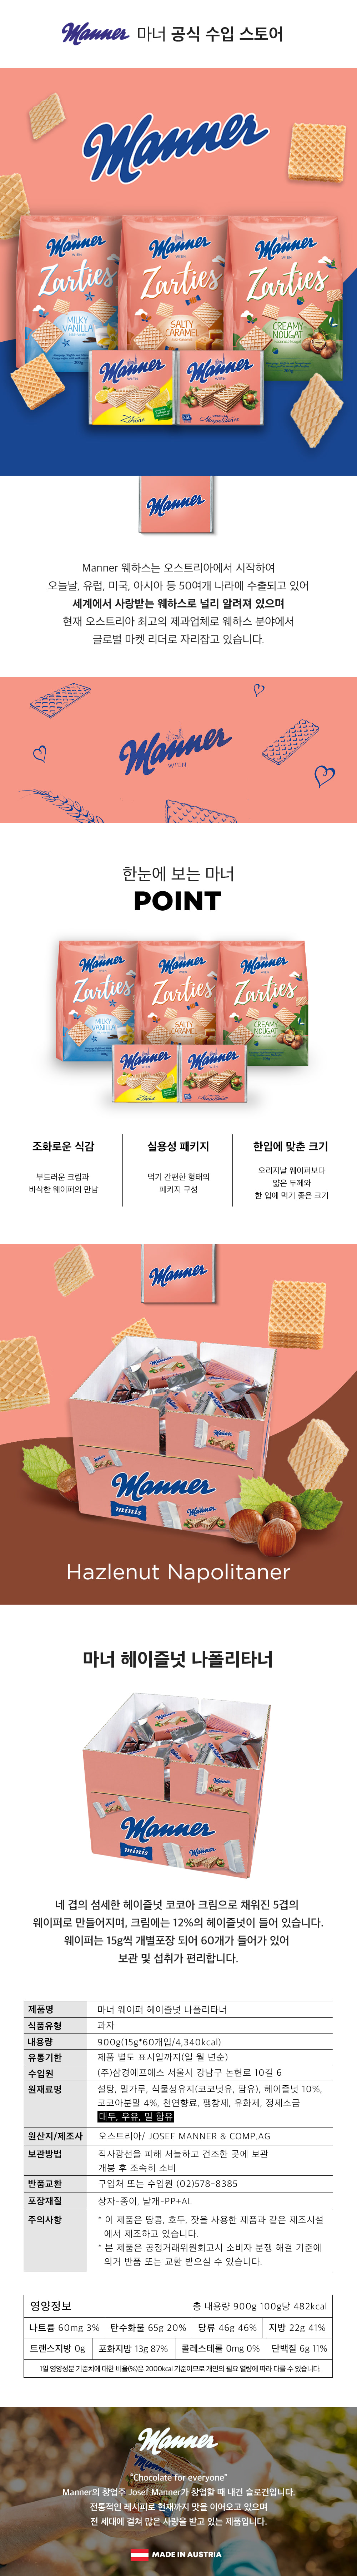 Manner 마너 공식 수입 스토어
Manner
Manner
WIEN
Zarties
MILKY
VANILLA
Manner
WIEN
Zarties
SALTY
CARAMEL
Manner
WIEN
Zarties
CREAMY
NOUGAT
Manner
WIEN
Zitrone
Manner
WIEN
Neapolitaner
Manner
Manner 웨하스는 오스트리아에서 시작하여
오늘날, 유럽, 미국, 아시아 등 50여개 나라에 수출되고 있어
세계에서 사랑받는 웨하스로 널리 알려져 있으며
현재 오스트리아 최고의 제과업체로 웨하스 분야에서
글로벌 마켓 리더로 자리잡고 있습니다.
Manner
WIEN
한눈에 보는 마너
POINT
Manner
Zarties
MILKY
VANILLA
Manner
Zarties
SALTY
CARAMEL
Manner
Zarties
CREAMY
NOUGAT
Manner
Manner
조화로운 식감
부드러운 크림과
바삭한 웨이퍼의 만남
실용성 패키지
먹기 간편한 형태의
패키지 구성
한입에 맞춘 크기
오리지날 웨이퍼보다
얇은 두께와
한 입에 먹기 좋은 크기
Manner
Manner
Manner
minis
Manner
Hazlenut Napolitaner
마너 헤이즐넛 나폴리타너
Manner
Manner
minis
Manner
네 겹의 섬세한 헤이즐넛 코코아 크림으로 채워진 5겹의
웨이퍼로 만들어지며, 크림에는 12%의 헤이즐넛이 들어 있습니다.
웨이퍼는 15g씩 개별포장 되어 60개가 들어가 있어
보관 및 섭취가 편리합니다.
제품명 마너 웨이퍼 헤이즐넛 나폴리타너
식품유형 과자
내용량 900g(15g*60개입/4,340kcal)
유통기한 제품 별도 표시일까지(일 월 년순)
수입원 (주)삼경에프에스 서울시 강남구 논현로 10길 6
원재료명 설탕, 밀가루, 식물성유지(코코넛유, 팜유), 헤이즐넛 10%,
코코아분말 4%, 천연향료, 팽창제, 유화제, 정제소금
대두, 우유, 밀 함유
원산지/제조사 오스트리아/ JOSEF MANNER & COMP.AG
보관방법 직사광선을 피해 서늘하고 건조한 곳에 보관
개봉 후 조속히 소비
반품교환 구입처 또는 수입원 (02)578-8385
포장재질 상자-종이, 낱개-PP+AL
주의사항 * 이 제품은 땅콩, 호두, 잣을 사용한 제품과 같은 제조시설
에서 제조하고 있습니다.
* 본 제품은 공정거래위원회고시 소비자 분쟁 해결 기준에
의거 반품 또는 교환 받으실 수 있습니다.
영양정보 총 내용량 900g 100g당 482kcal
나트륨 60mg 3% 탄수화물 65g 20% 당류 46g 46% 지방 22g 41%
트랜스지방 0g 포화지방 13g 87% 콜레스테롤 0mg 0% 단백질 6g 11%
1일 영양성분 기준치에 대한 비율(%)은 2000kcal 기준이므로 개인의 필요 열량에 따라 다를 수 있습니다.
Manner
"Chocolate for everyone"
Manner의 창업주 Josef Manner가 창업할 때 내건 슬로건입니다.
전통적인 레시피로 현재까지 맛을 이어오고 있으며
전 세대에 걸쳐 많은 사랑을 받고 있는 제품입니다.
MADE IN AUSTRIA